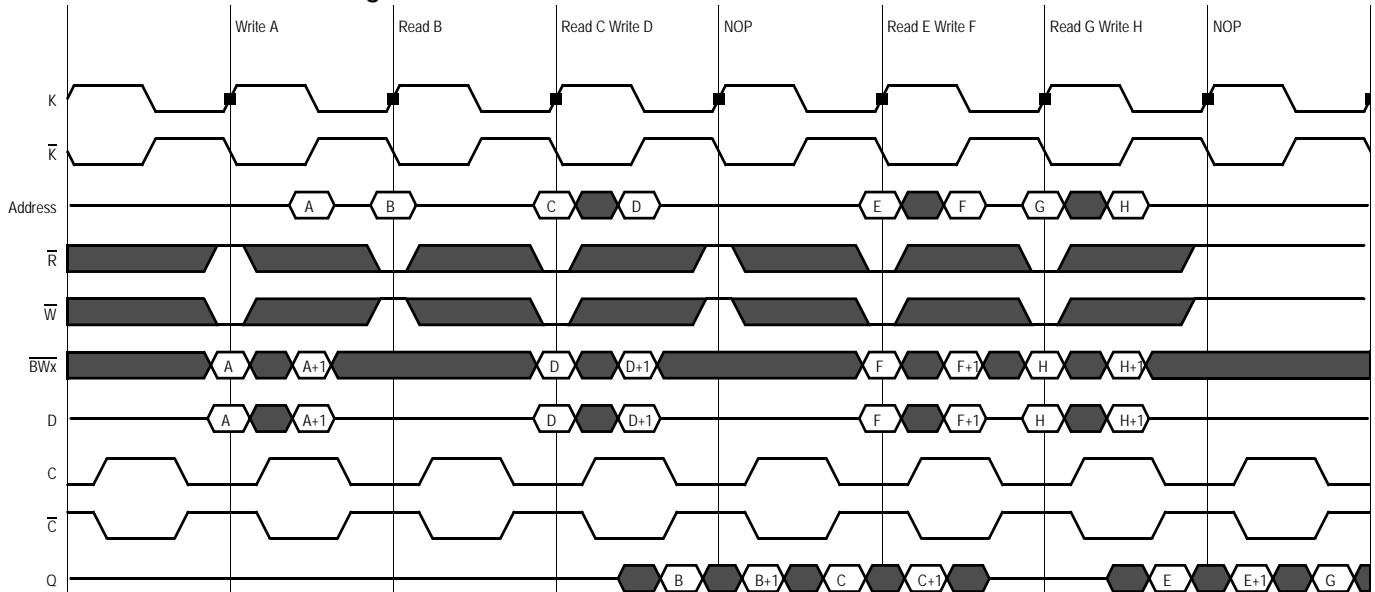 Write A Read B Read C Write D NOP Read E Write F Read G Write H NOP
K
K̅
Address A B C D E F G H
R̅
W̅
B̅W̅x̅ A A+1 D D+1 F F+1 H H+1
D A A+1 D D+1 F F+1 H H+1
C
C̅
Q B B+1 C C+1 E E+1 G